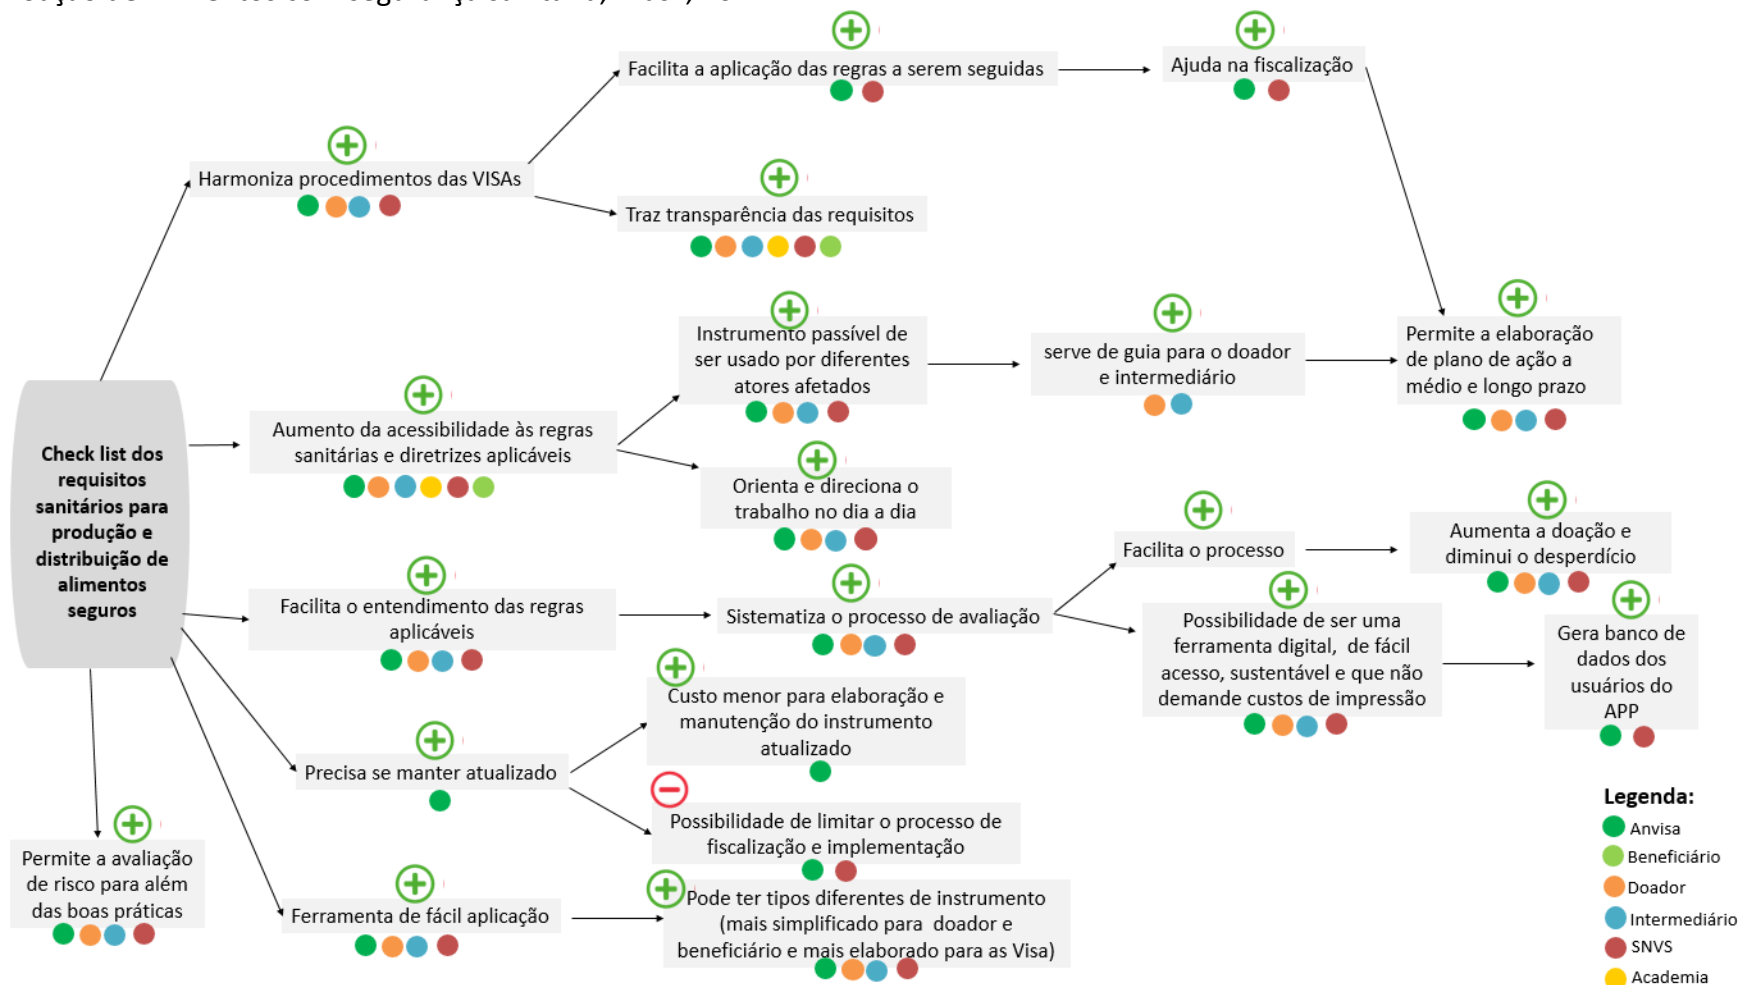 Facilita a aplicação das regras a serem seguidas
Ajuda na fiscalização
Harmoniza procedimentos das VISAs
Traz transparência das requisitos
Instrumento passível de
ser usado por diferentes
atores afetados
serve de guia para o doador
e intermediário
Permite a elaboração
de plano de ação a
médio e longo prazo
Aumento da acessibilidade às regras
sanitárias e diretrizes aplicáveis
Orienta e direciona o
trabalho no dia a dia
Check list dos
requisitos
sanitários para
produção e
distribuição de
alimentos
seguros
Facilita o processo
Aumenta a doação e
diminui o desperdício
Facilita o entendimento das regras
aplicáveis
Sistematiza o processo de avaliação
Possibilidade de ser uma
ferramenta digital, de fácil
acesso, sustentável e que não
demande custos de impressão
Gera banco de
dados dos
usuários do
APP
Custo menor para elaboração e
manutenção do instrumento
atualizado
Precisa se manter atualizado
Possibilidade de limitar o processo de
fiscalização e implementação
Permite a avaliação
de risco para além
das boas práticas
Ferramenta de fácil aplicação
Pode ter tipos diferentes de instrumento
(mais simplificado para doador e
beneficiário e mais elaborado para as Visa)
Legenda:
Anvisa
Beneficiário
Doador
Intermediário
SNVS
Academia